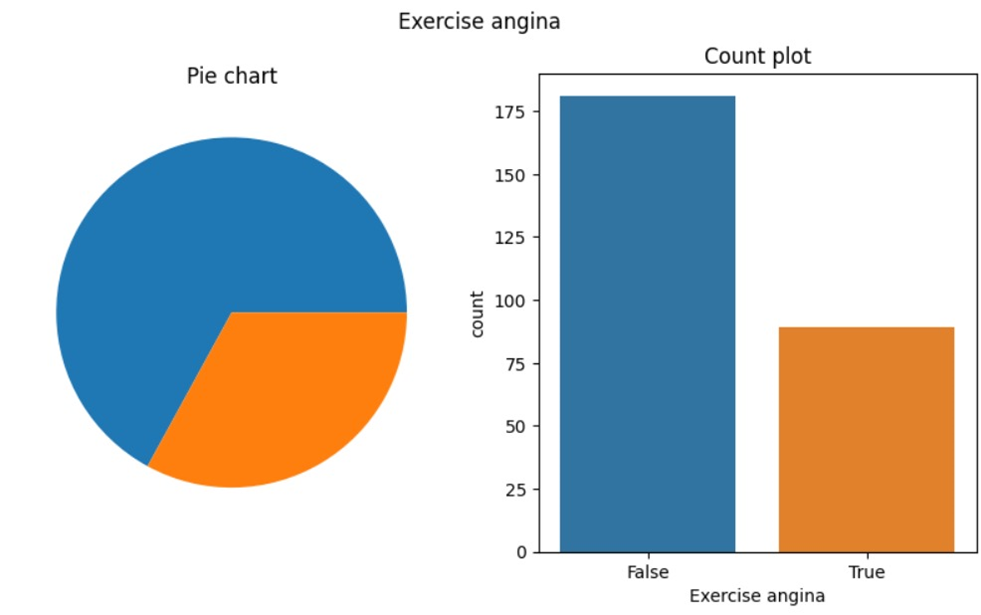 Exercise angina
Pie chart
Count plot
175
150
125
100
75
50
25
0
count
False
True
Exercise angina